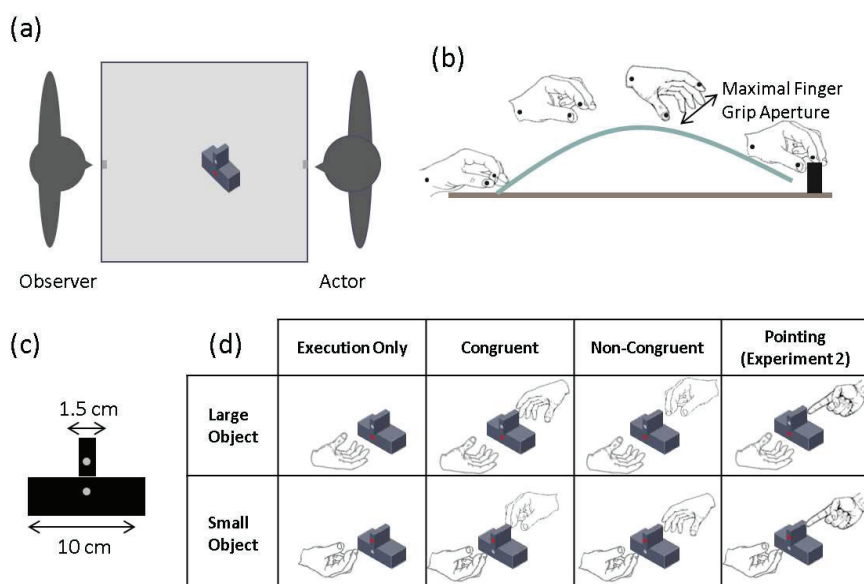 (a)
Observer
Actor
(b)
Maximal Finger
Grip Aperture
(c)
1.5 cm
10 cm
(d)
Execution Only
Congruent
Non-Congruent
Pointing
(Experiment 2)
Large
Object
Small
Object